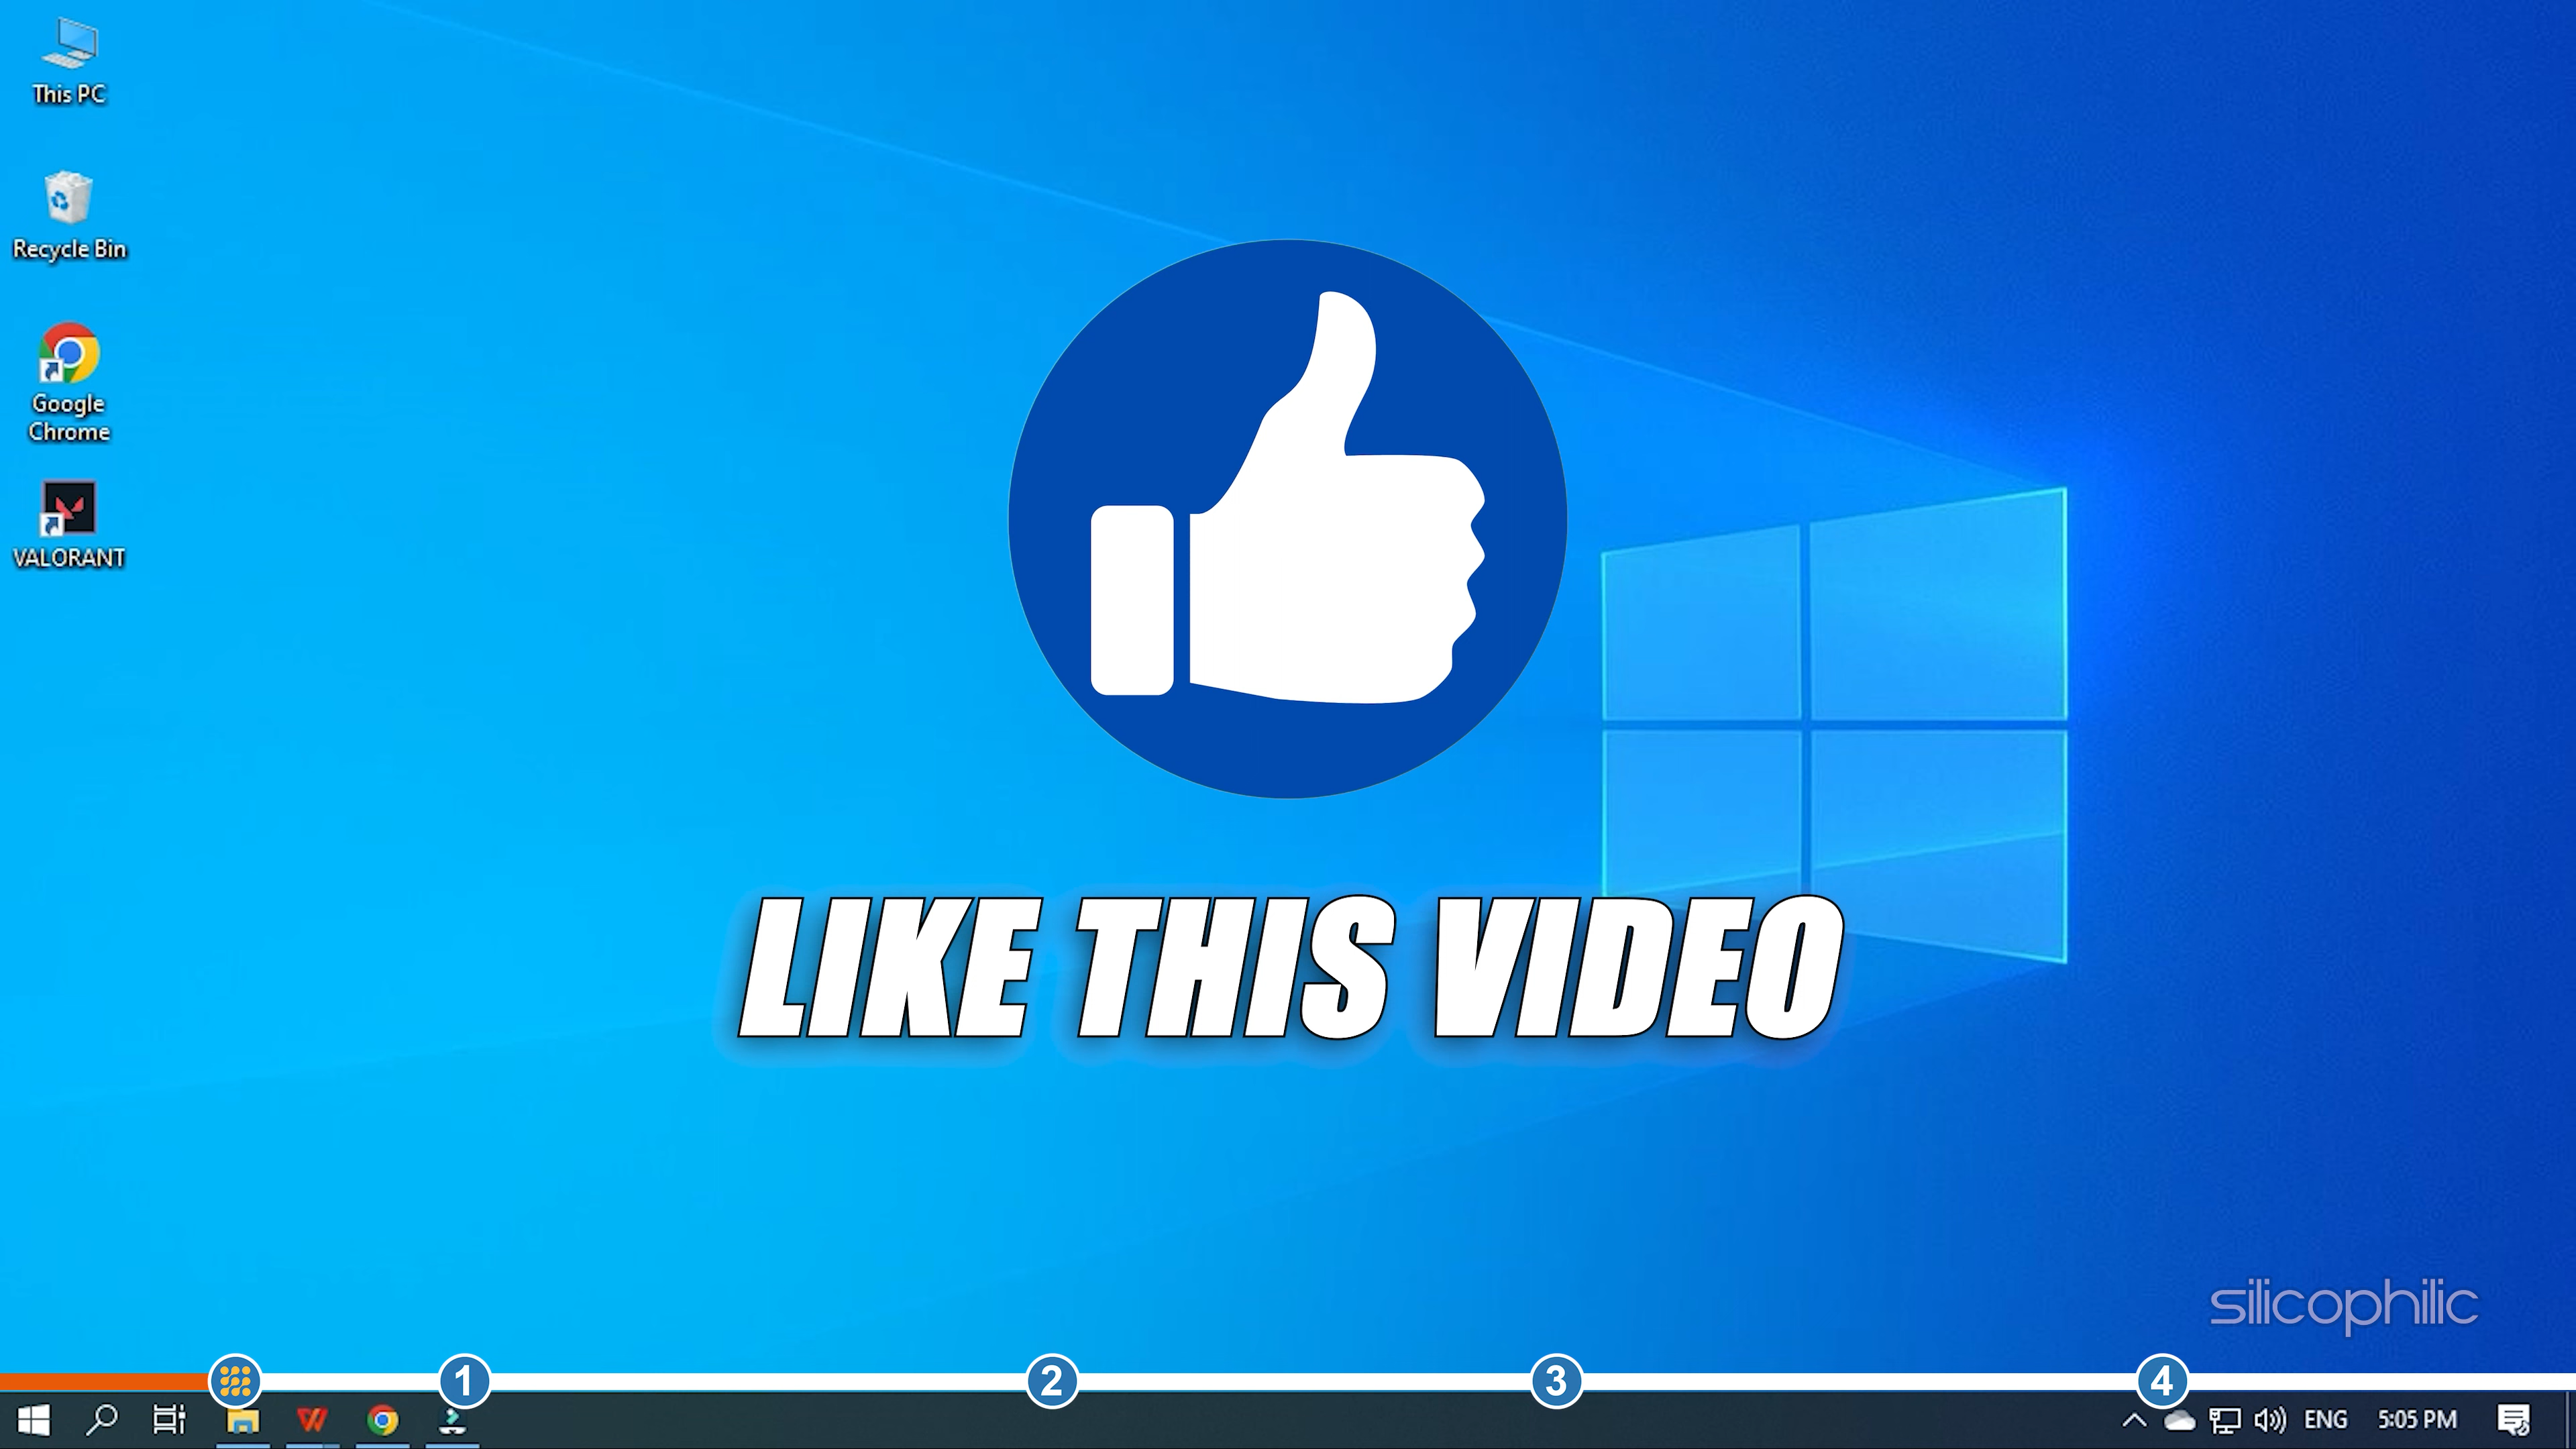 This PC
Recycle Bin
Google
Chrome
VALORANT
LIKE THIS VIDEO
silicophilic
1
2
3
4
ENG
5:05 PM